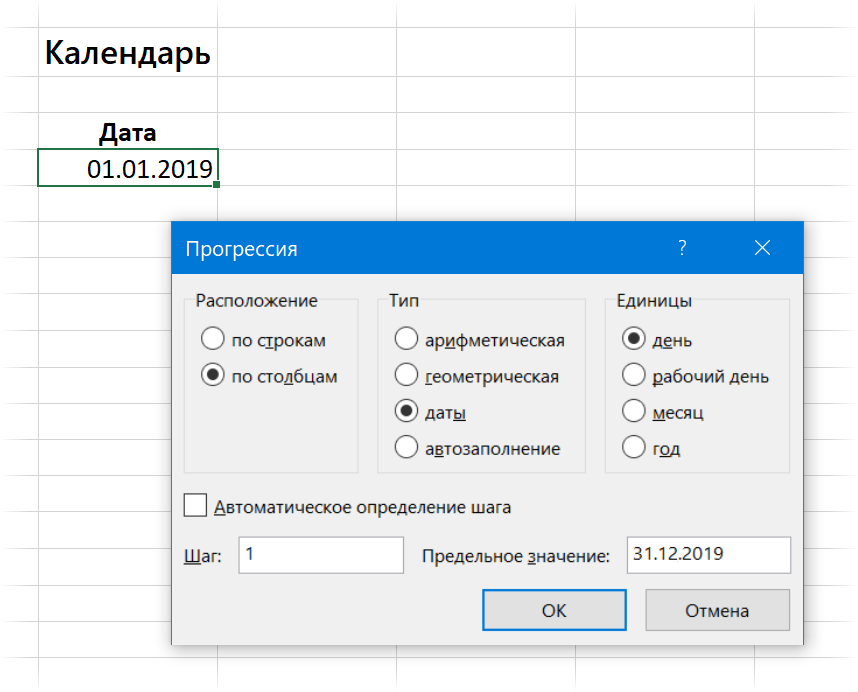 Календарь
Дата
01.01.2019
Прогрессия ?
Расположение Тип Единицы
по строкам арифметическая день
по столбцам геометрическая рабочий день
даты месяц
автозаполнение год
Автоматическое определение шага
Шаг: 1 Предельное значение: 31.12.2019
ОК Отмена